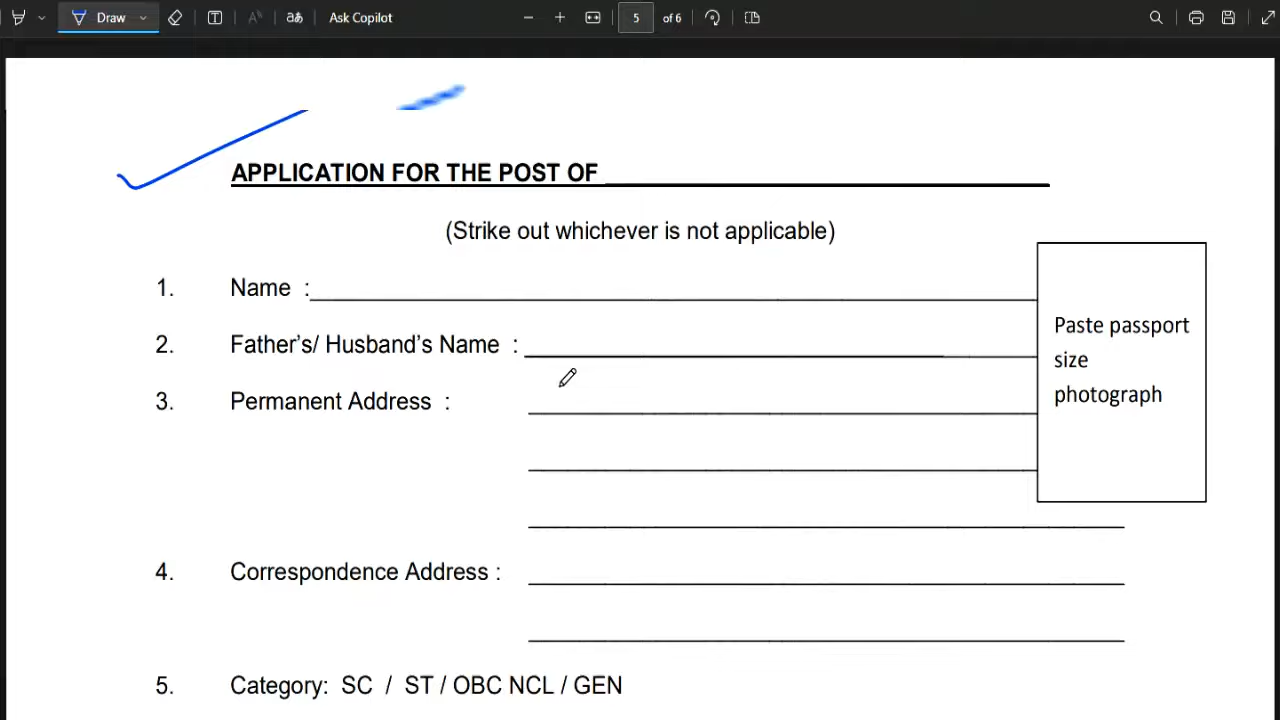 Draw
aあ
Ask Copilot
5 of 6
APPLICATION FOR THE POST OF
(Strike out whichever is not applicable)
1. Name :
2. Father’s/ Husband’s Name :
Paste passport
size
photograph
3. Permanent Address :
4. Correspondence Address :
5. Category: SC / ST / OBC NCL / GEN